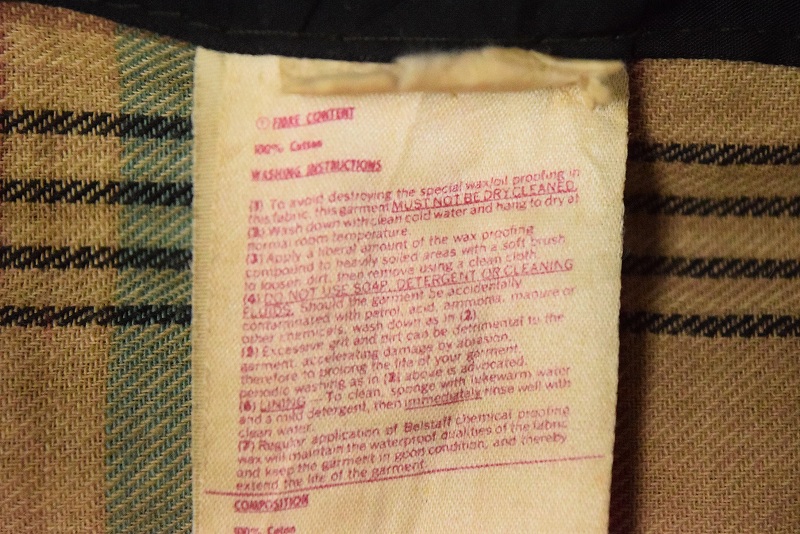 ① FIBRE CONTENT
100% Cotton
WASHING INSTRUCTIONS
(1) To avoid destroying the special wax/oil proofing in
this fabric, this garment MUST NOT BE DRY CLEANED.
(2) Wash down with clean cold water and hang to dry at
normal room temperature.
(3) Apply a liberal amount of the wax proofing
compound to heavily soiled areas with a soft brush
to loosen dirt, then remove using a clean cloth.
(4) DO NOT USE SOAP, DETERGENT OR CLEANING
FLUIDS. Should the garment be accidentally
contaminated with petrol, acid, ammonia, manure or
other chemicals, wash down as in (2).
(5) Excessive grit and dirt can be detrimental to the
garment, accelerating damage by abrasion,
therefore to prolong the life of your garment,
periodic washing as in (2) above is advocated.
(6) LINING – To clean, sponge with lukewarm water
and a mild detergent, then immediately rinse well with
clean water.
(7) Regular application of Belstaff chemical proofing
wax will maintain the waterproof qualities of the fabric
and keep the garment in good condition, and thereby
extend the life of the garment.
COMPOSITION
100% Coton